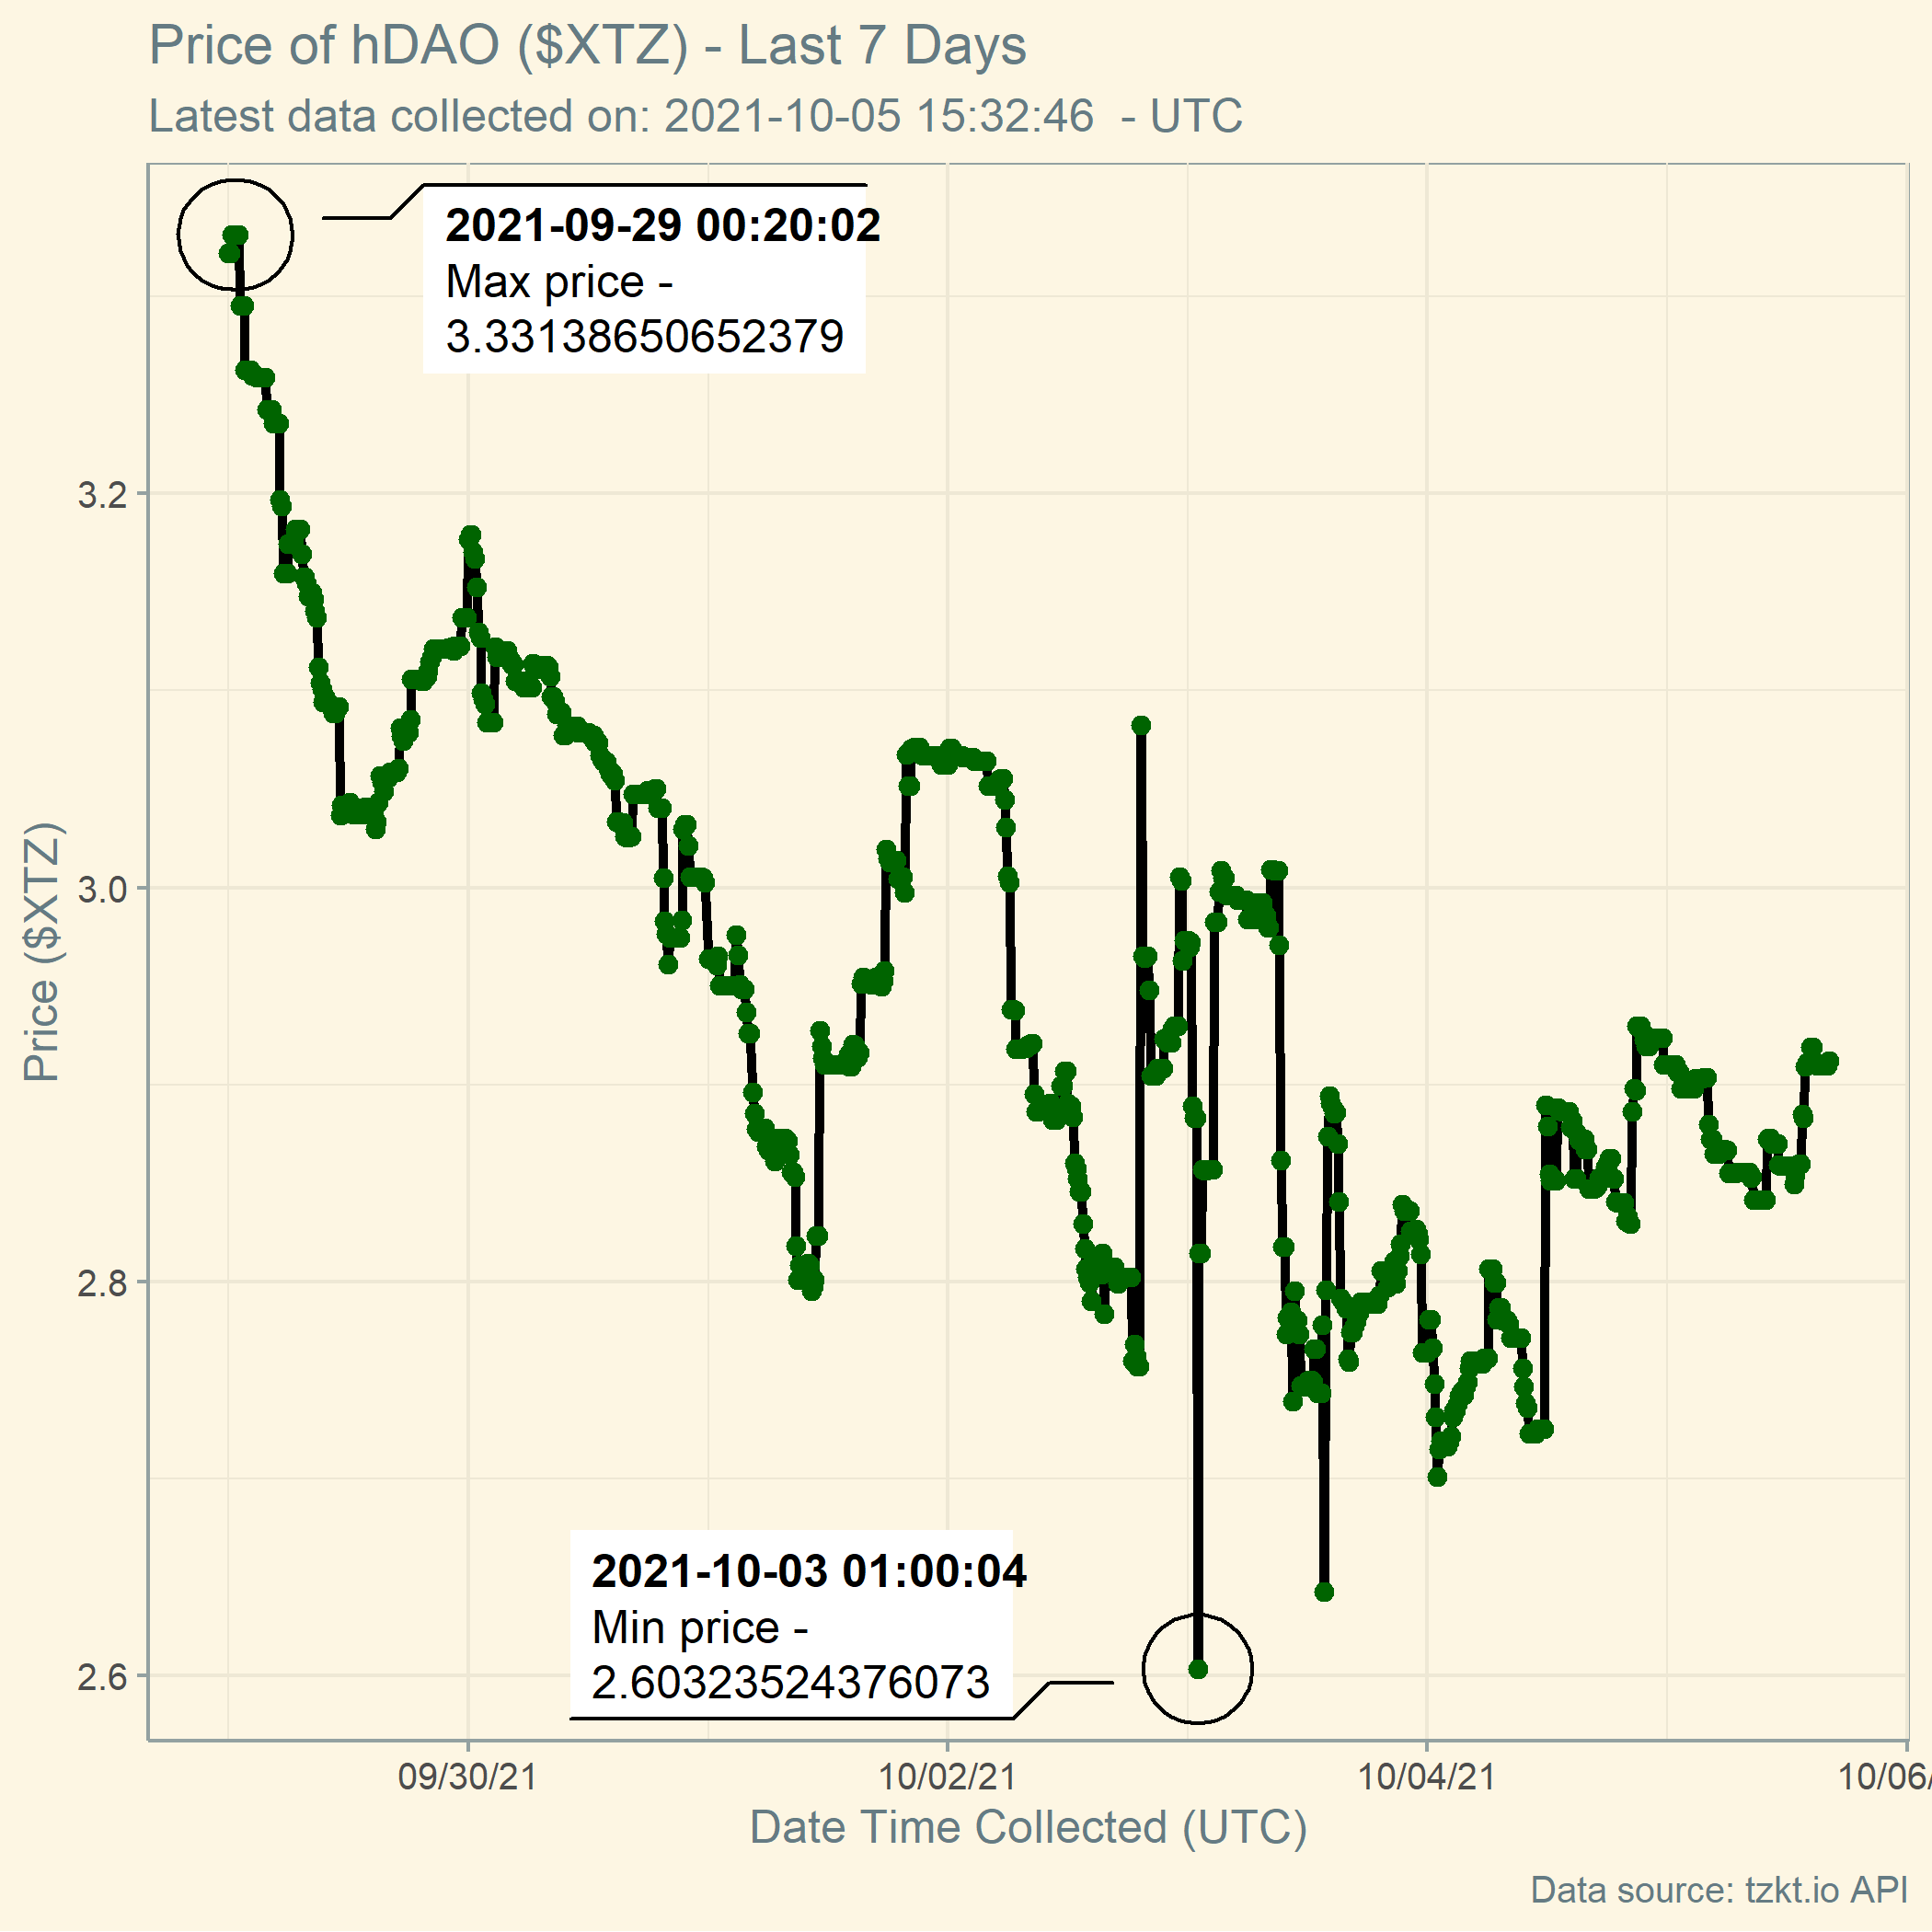 Price of hDAO ($XTZ) - Last 7 Days
Latest data collected on: 2021-10-05 15:32:46  - UTC
2021-09-29 00:20:02
Max price -
3.33138650652379
3.2
3.0
2.8
2.6
Price ($XTZ)
2021-10-03 01:00:04
Min price -
2.60323524376073
09/30/21
10/02/21
10/04/21
10/06/
Date Time Collected (UTC)
Data source: tzkt.io API